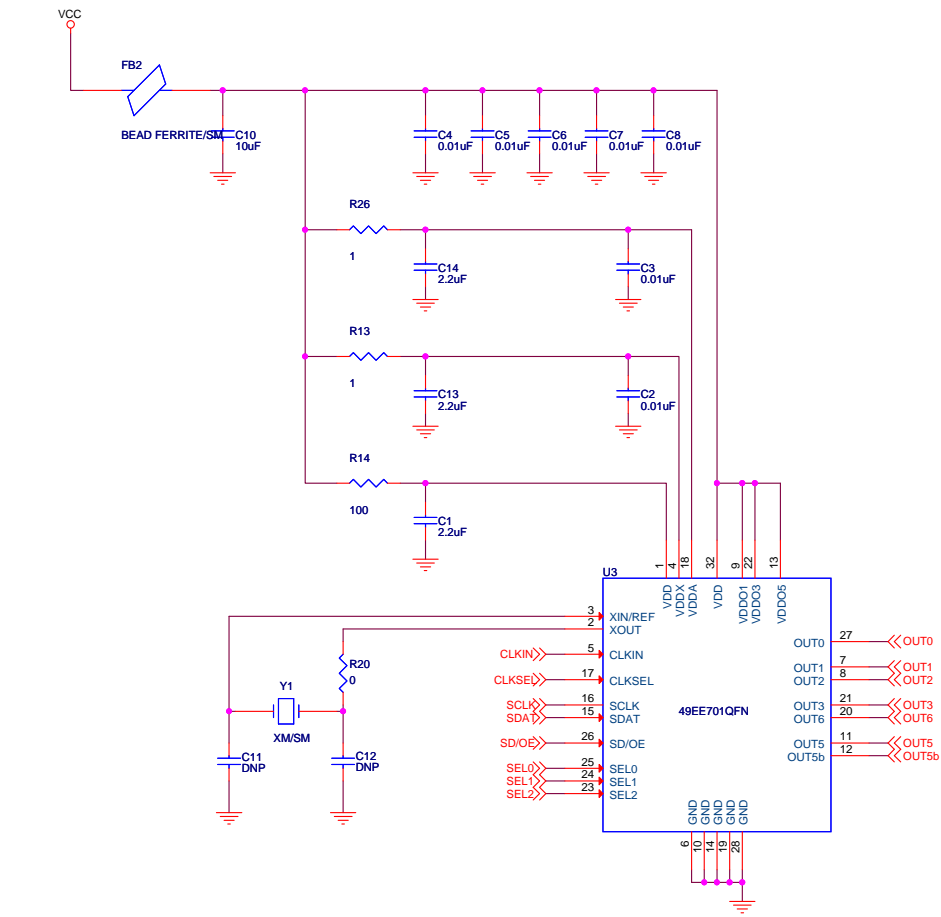 VCC
FB2
BEAD FERRITE/SM
C10
10uF
C4
0.01uF
C5
0.01uF
C6
0.01uF
C7
0.01uF
C8
0.01uF
R26
1
C14
2.2uF
C3
0.01uF
R13
1
C13
2.2uF
C2
0.01uF
R14
100
C1
2.2uF
U3
1
4
18
32
9
22
13
VDD
VDDX
VDDA
VDD
VDDO1
VDDO3
VDDO5
3
XIN/REF
2
XOUT
CLKIN
5
CLKIN
CLKSEL
17
CLKSEL
SCLK
16
SCLK
SDAT
15
SDAT
SD/OE
26
SD/OE
SEL0
25
SEL0
SEL1
24
SEL1
SEL2
23
SEL2
49EE701QFN
OUT0
27
OUT0
OUT1
7
OUT1
OUT2
8
OUT2
OUT3
21
OUT3
OUT6
20
OUT6
OUT5
11
OUT5
OUT5b
12
OUT5b
GND
GND
GND
GND
GND
6
10
14
19
28
R20
0
Y1
XM/SM
C11
DNP
C12
DNP